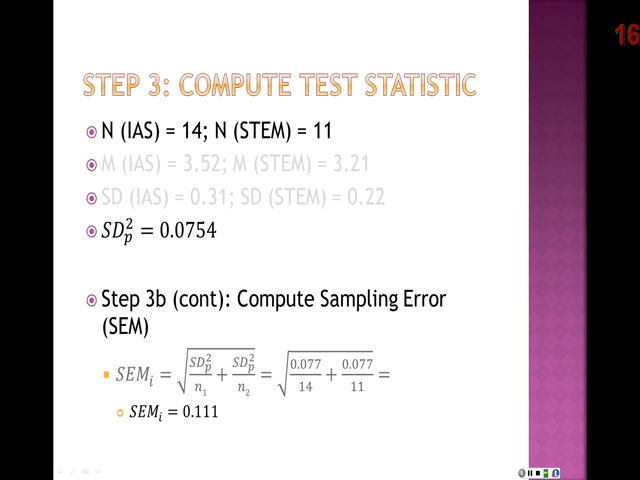 16
STEP 3: COMPUTE TEST STATISTIC
N (IAS) = 14; N (STEM) = 11
M (IAS) = 3.52; M (STEM) = 3.21
SD (IAS) = 0.31; SD (STEM) = 0.22
SD_p^2 = 0.0754
Step 3b (cont): Compute Sampling Error
(SEM)
SEM_i = √(SD_p^2/n_1 + SD_p^2/n_2) = √(0.077/14 + 0.077/11) =
SEM_i = 0.111